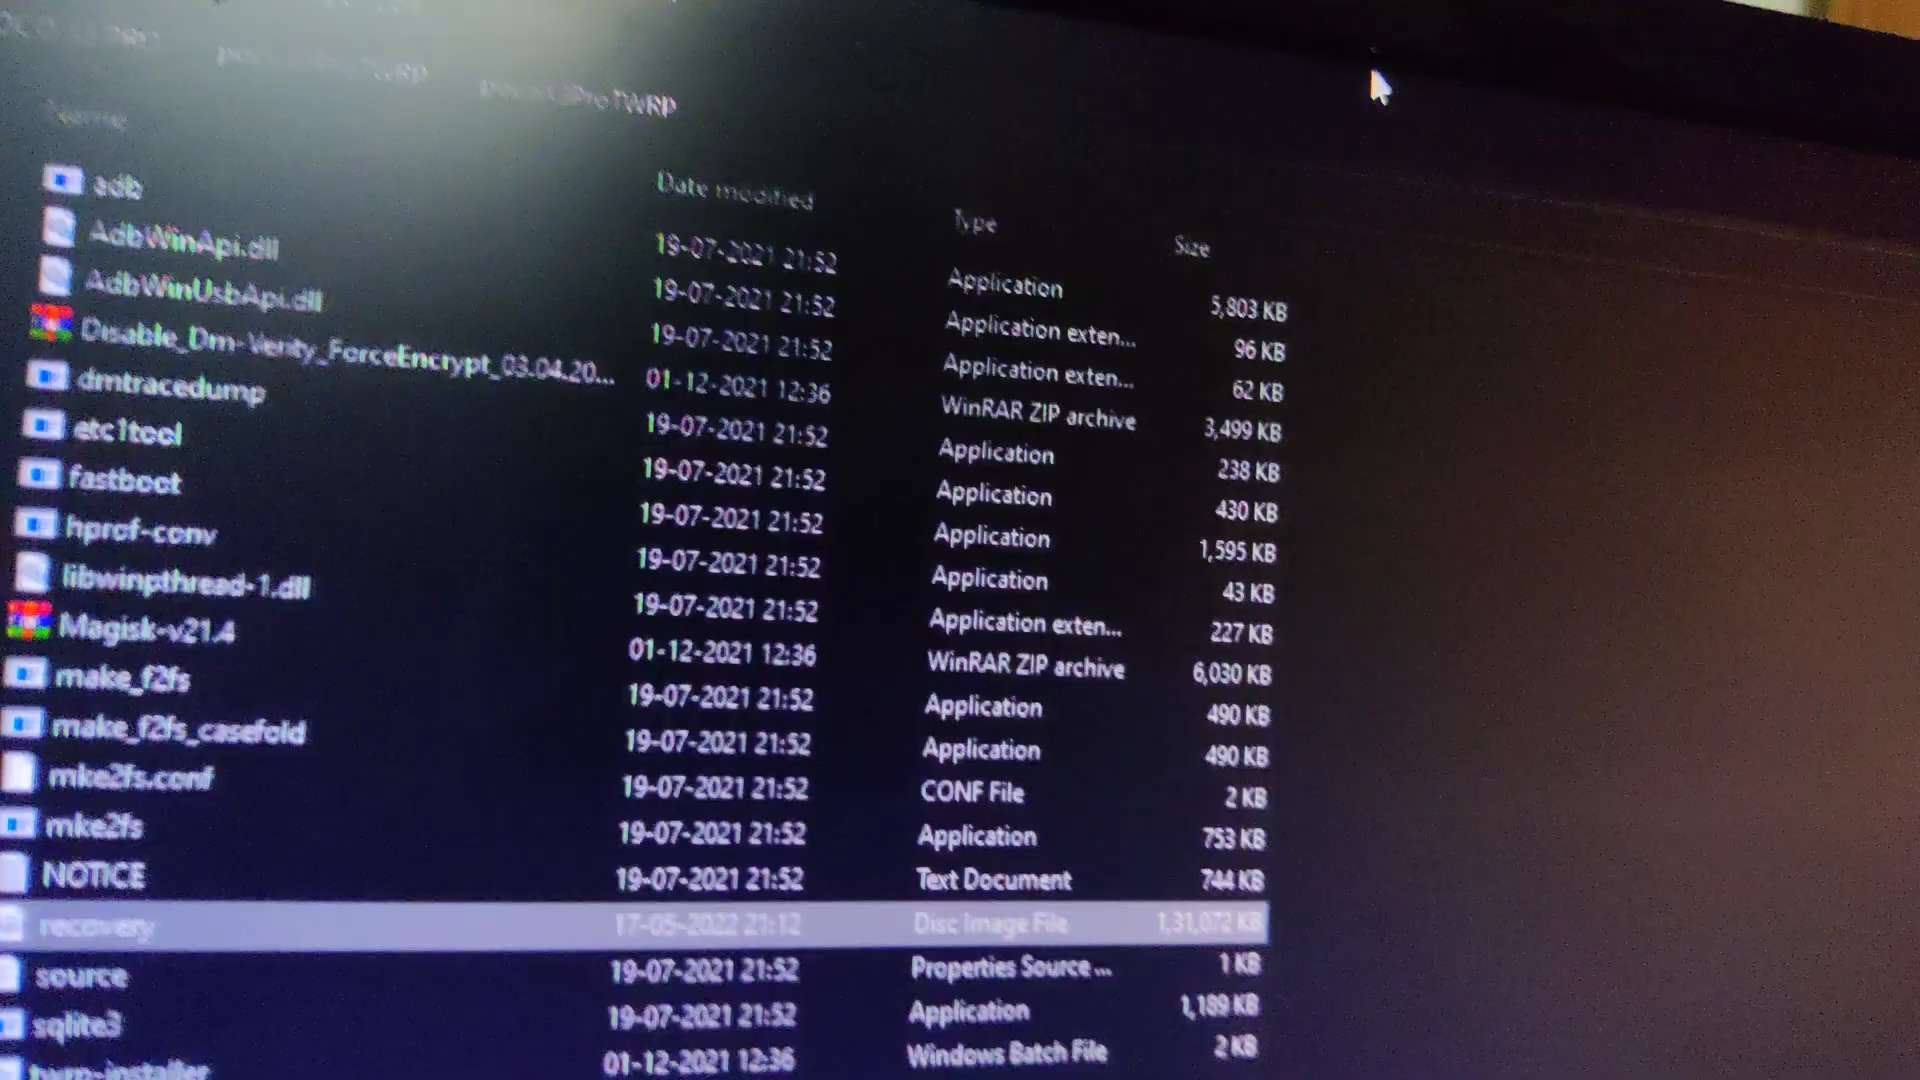 TWRP
Pro TWRP
Name Date modified Type Size
adb 19-07-2021 21:52 Application 5,803 KB
AdbWinApi.dll 19-07-2021 21:52 Application exten... 96 KB
AdbWinUsbApi.dll 19-07-2021 21:52 Application exten... 62 KB
Disable_Dm-Verity_ForceEncrypt_03.04.20... 01-12-2021 12:36 WinRAR ZIP archive 3,499 KB
dmtracedump 19-07-2021 21:52 Application 238 KB
etc1tool 19-07-2021 21:52 Application 430 KB
fastboot 19-07-2021 21:52 Application 1,595 KB
hprof-conv 19-07-2021 21:52 Application 43 KB
libwinpthread-1.dll 19-07-2021 21:52 Application exten... 227 KB
Magisk-v21.4 01-12-2021 12:36 WinRAR ZIP archive 6,030 KB
make_f2fs 19-07-2021 21:52 Application 490 KB
make_f2fs_casefold 19-07-2021 21:52 Application 490 KB
mke2fs.conf 19-07-2021 21:52 CONF File 2 KB
mke2fs 19-07-2021 21:52 Application 753 KB
NOTICE 19-07-2021 21:52 Text Document 744 KB
recovery 17-05-2022 21:12 Disc Image File 1,31,072 KB
source 19-07-2021 21:52 Properties Source ... 1 KB
sqlite3 19-07-2021 21:52 Application 1,189 KB
twrp-installer 01-12-2021 12:36 Windows Batch File 2 KB